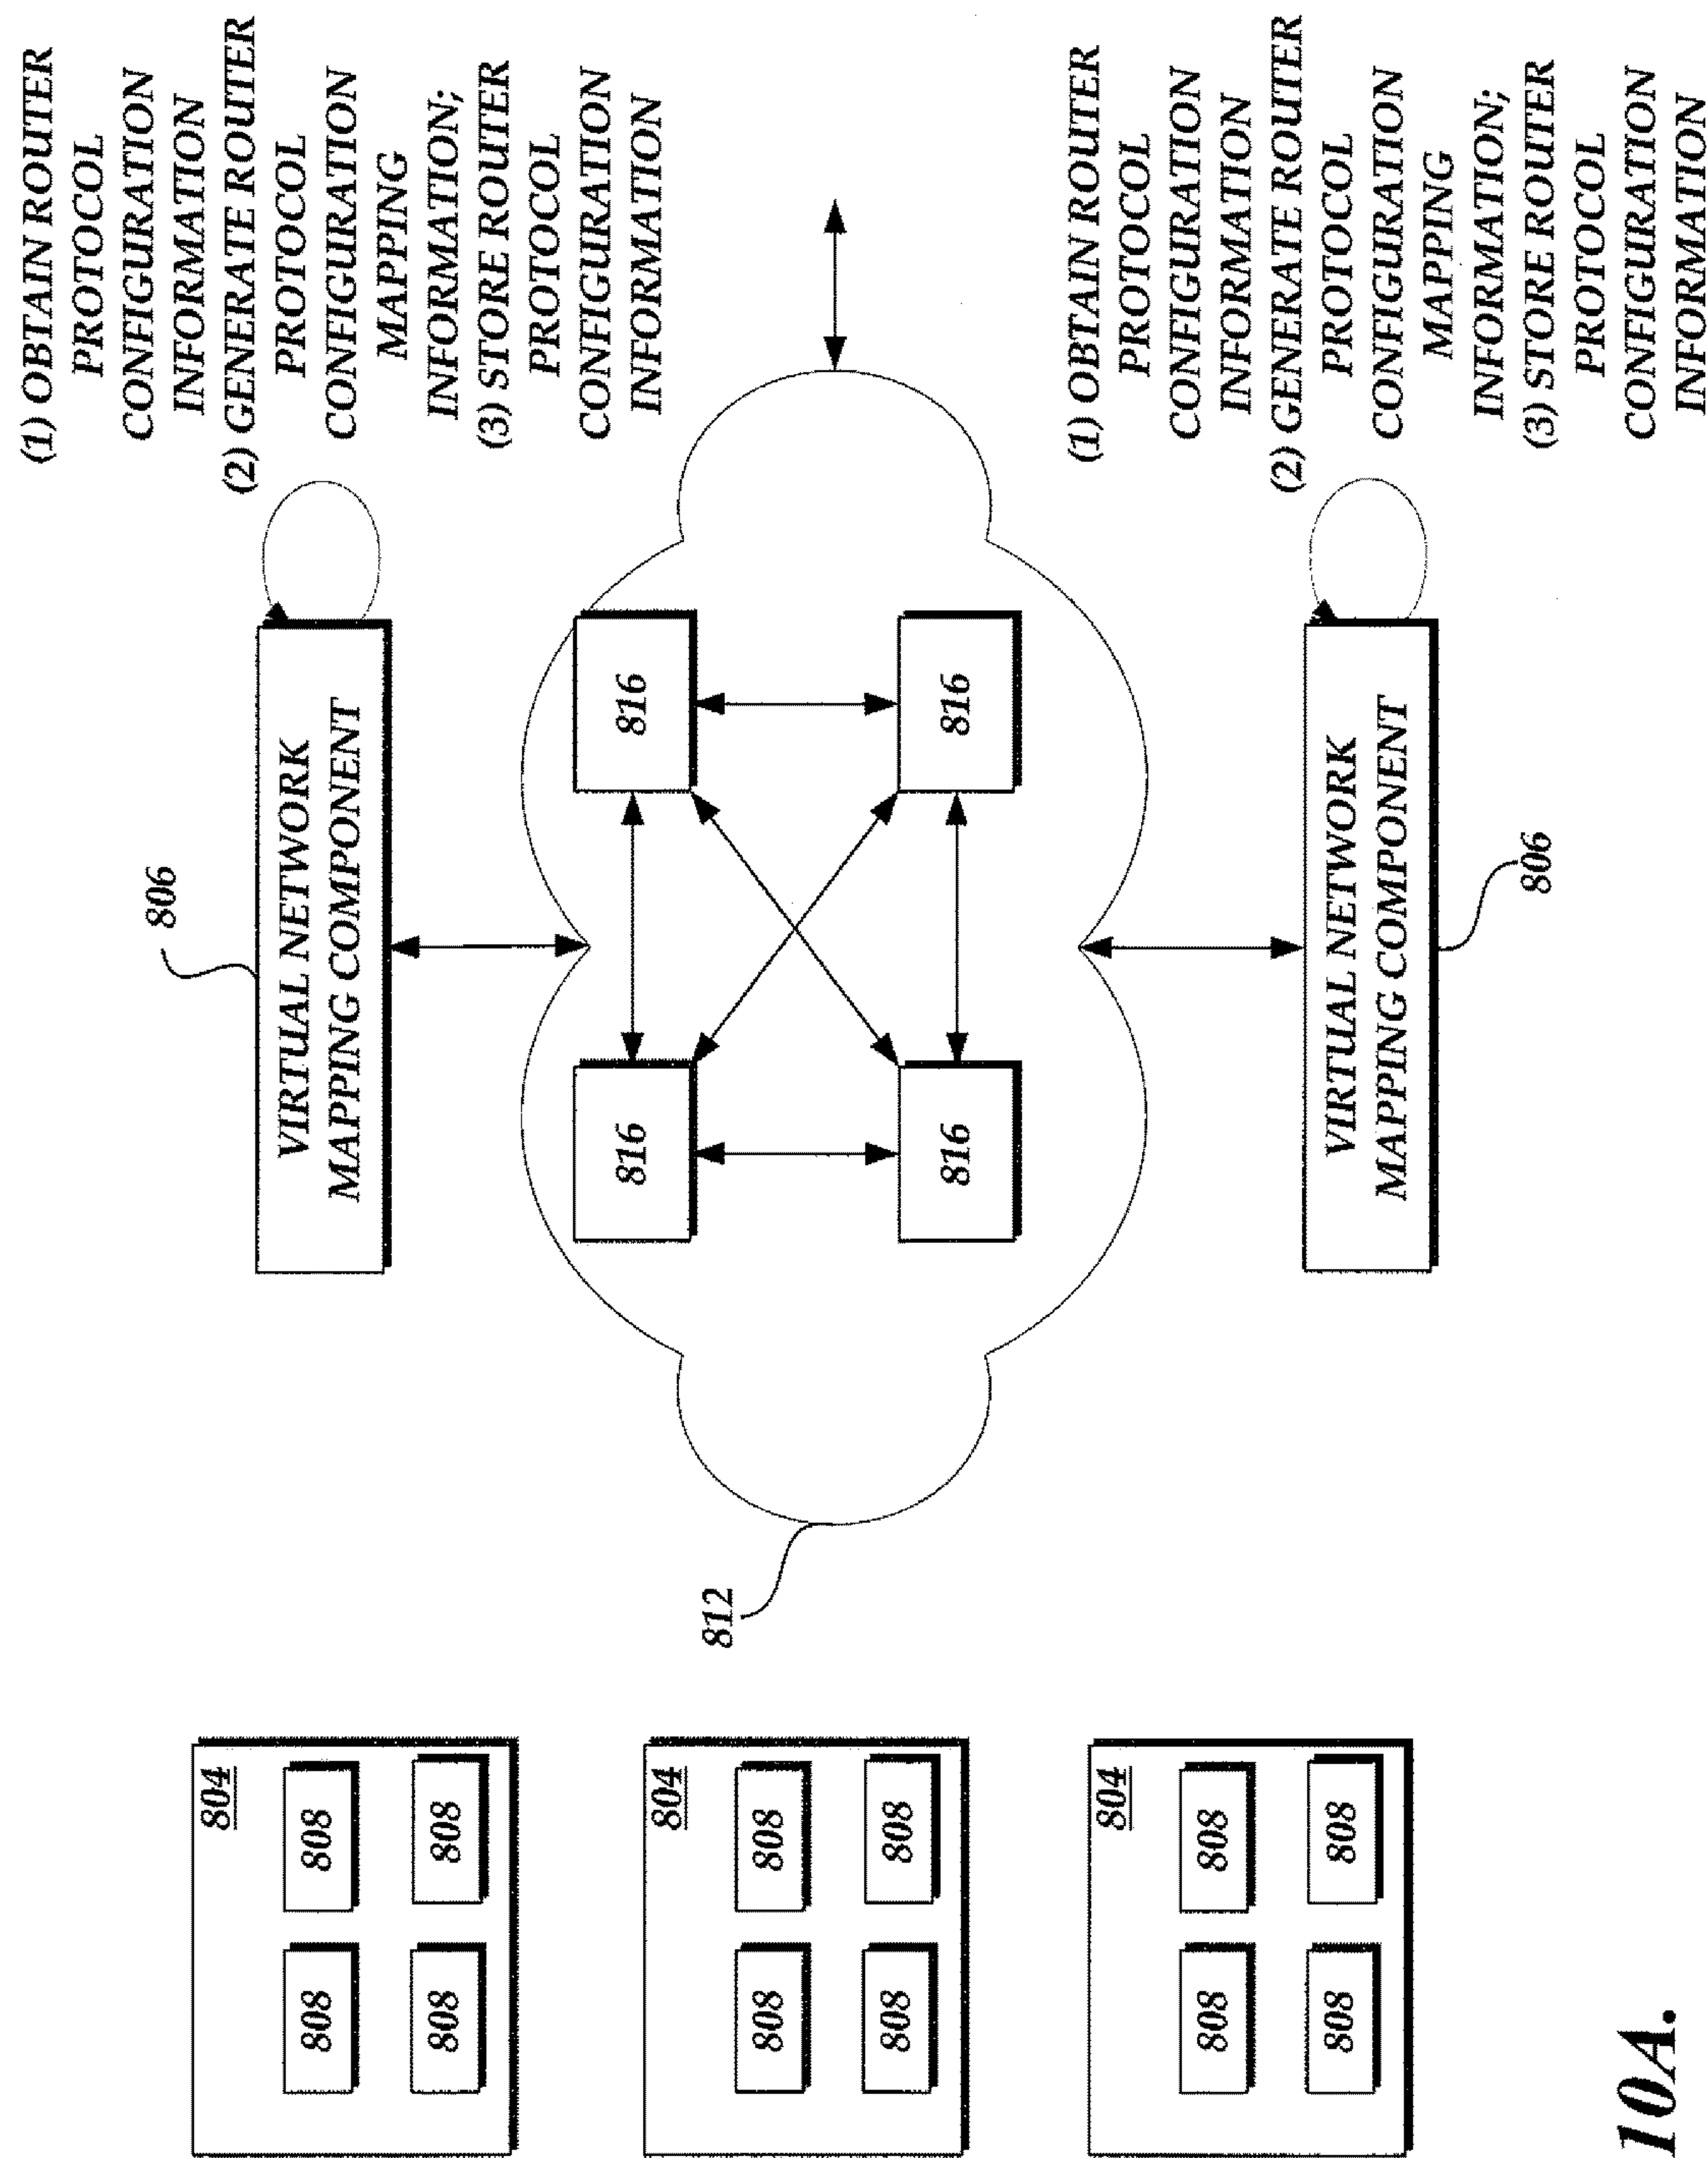 804
808 808
808 808
804
808 808
808 808
804
808 808
808 808
806
VIRTUAL NETWORK
MAPPING COMPONENT
(1) OBTAIN ROUTER
PROTOCOL
CONFIGURATION
INFORMATION
(2) GENERATE ROUTER
PROTOCOL
CONFIGURATION
MAPPING
INFORMATION;
(3) STORE ROUTER
PROTOCOL
CONFIGURATION
INFORMATION
812
816 816
816 816
VIRTUAL NETWORK
MAPPING COMPONENT
806
(1) OBTAIN ROUTER
PROTOCOL
CONFIGURATION
INFORMATION
(2) GENERATE ROUTER
PROTOCOL
CONFIGURATION
MAPPING
INFORMATION;
(3) STORE ROUTER
PROTOCOL
CONFIGURATION
INFORMATION
10A.